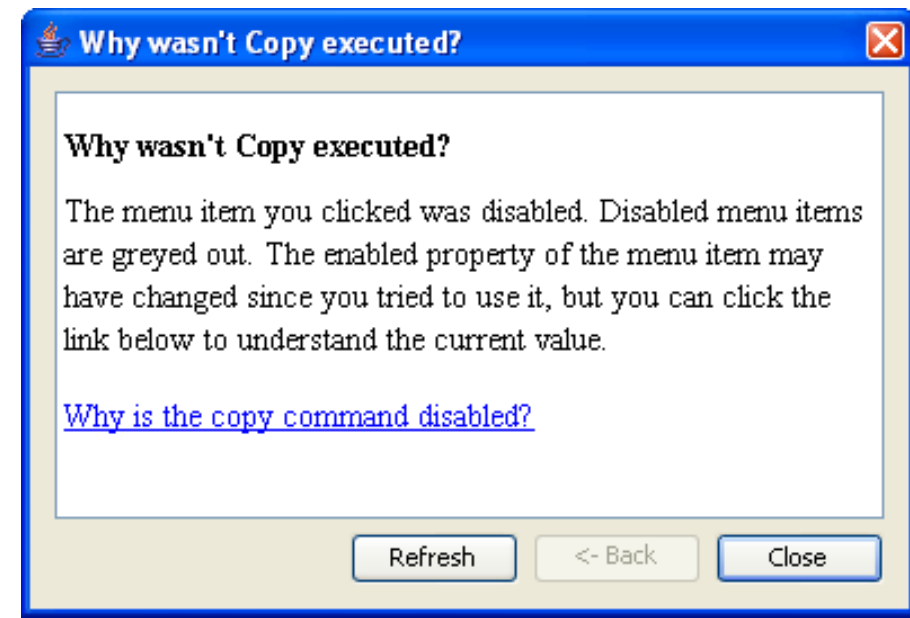 Why wasn't Copy executed?
Why wasn't Copy executed?
The menu item you clicked was disabled. Disabled menu items
are greyed out. The enabled property of the menu item may
have changed since you tried to use it, but you can click the
link below to understand the current value.
Why is the copy command disabled?
Refresh
<- Back
Close